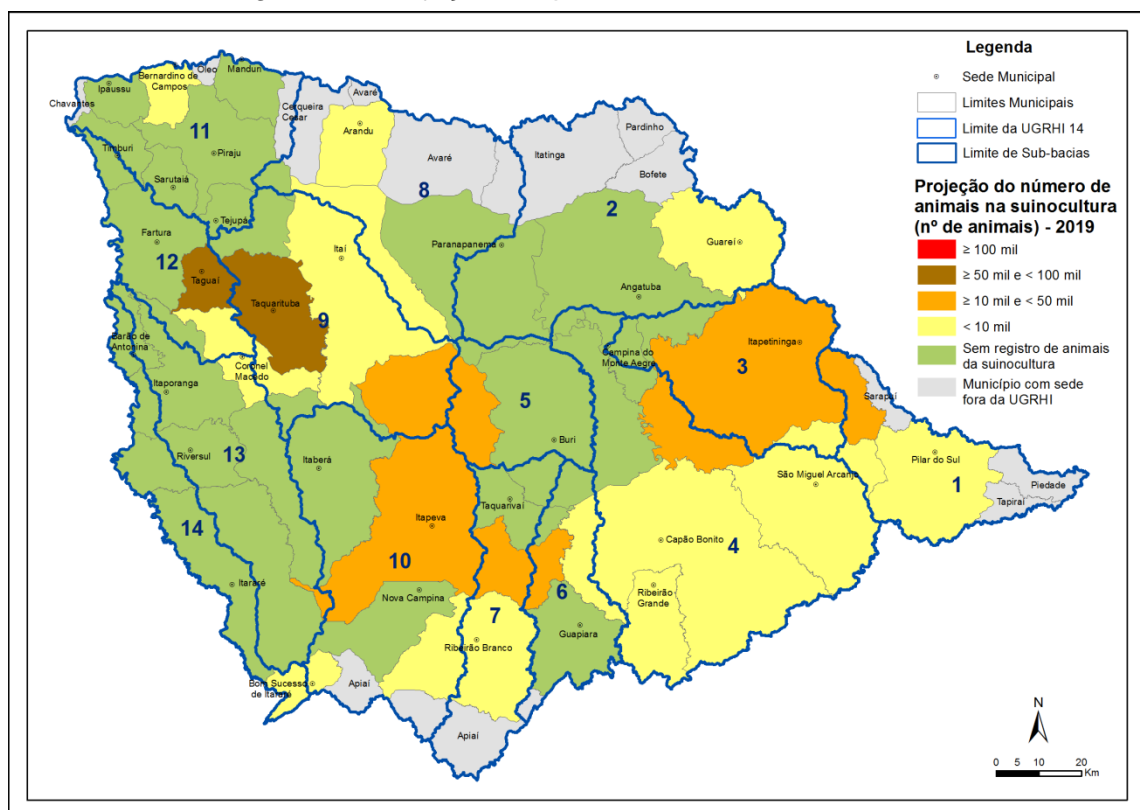 Legenda
Sede Municipal
Limites Municipais
Limite da UGRHI 14
Limite de Sub-bacias
Projeção do número de
animais na suinocultura
(nº de animais) - 2019
≥ 100 mil
≥ 50 mil e < 100 mil
≥ 10 mil e < 50 mil
< 10 mil
Sem registro de animais
da suinocultura
Município com sede
fora da UGRHI
Chavantes
Ipaussu
Bernardino de
Campos
Óleo
Manduri
Cerqueira
Cesar
Avaré
Arandu
11
Timburi
Piraju
Sarutaiá
Tejupá
Avaré
8
Itatinga
Pardinho
Bofete
2
Guareí
Fartura
12
Taguaí
Taquarituba
Itaí
9
Paranapanema
Angatuba
Barão de
Antonina
Coronel
Macedo
Itaporanga
Campina do
Monte Alegre
Itapetininga
3
Sarapuí
5
Buri
Riversul
13
Itaberá
Pilar do Sul
1
Piedade
Tapiraí
São Miguel Arcanjo
Taquarivaí
Itapeva
10
Capão Bonito
4
14
Itararé
Nova Campina
6
Ribeirão
Grande
7
Ribeirão Branco
Guapiara
Bom Sucesso
de Itararé
Apiaí
Apiaí
N
0 5 10 20
Km